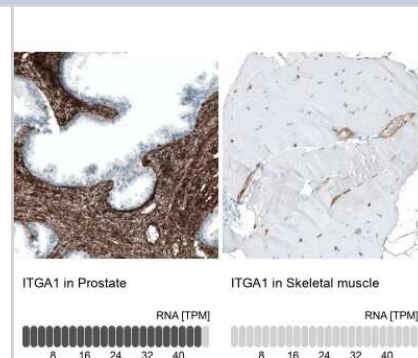 ITGA1 in Prostate
ITGA1 in Skeletal muscle
RNA [TPM]
RNA [TPM]
8 16 24 32 40
8 16 24 32 40